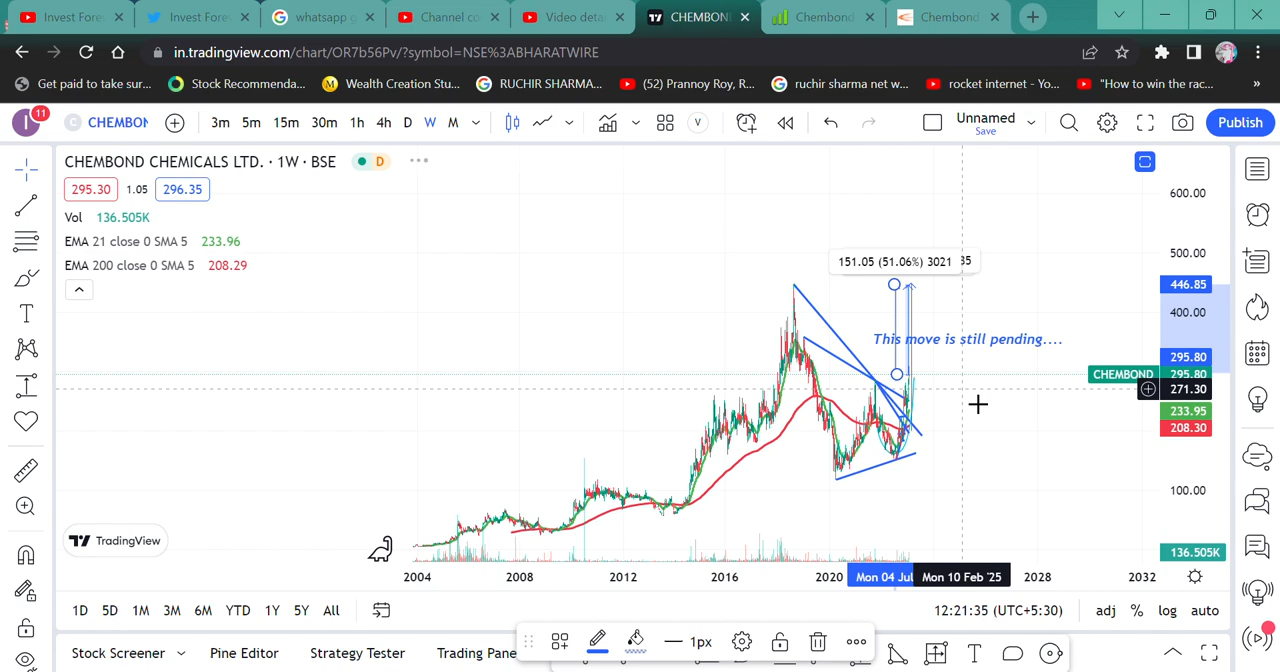 Invest Fore
Invest Fore
whatsapp g
Channel co
Video detai
CHEMBON
Chembond
Chembond
in.tradingview.com/chart/OR7b56Pv/?symbol=NSE%3ABHARATWIRE
Get paid to take sur...
Stock Recommenda...
Wealth Creation Stu...
RUCHIR SHARMA...
(52) Prannoy Roy, R...
ruchir sharma net w...
rocket internet - Yo...
"How to win the rac...
»
I
11
C
CHEMBON
3m 5m 15m 30m 1h 4h D W M
V
Unnamed
Save
Publish
CHEMBOND CHEMICALS LTD. · 1W · BSE
D
295.30 1.05 296.35
Vol 136.505K
EMA 21 close 0 SMA 5 233.96
EMA 200 close 0 SMA 5 208.29
151.05 (51.06%) 3021
35
This move is still pending....
600.00
500.00
446.85
400.00
295.80
CHEMBOND 295.80
271.30
233.95
208.30
100.00
136.505K
TradingView
2004 2008 2012 2016 2020 Mon 04 Jul Mon 10 Feb '25 2028 2032
1D 5D 1M 3M 6M YTD 1Y 5Y All
12:21:35 (UTC+5:30)
adj % log auto
1px
Stock Screener
Pine Editor
Strategy Tester
Trading Pane